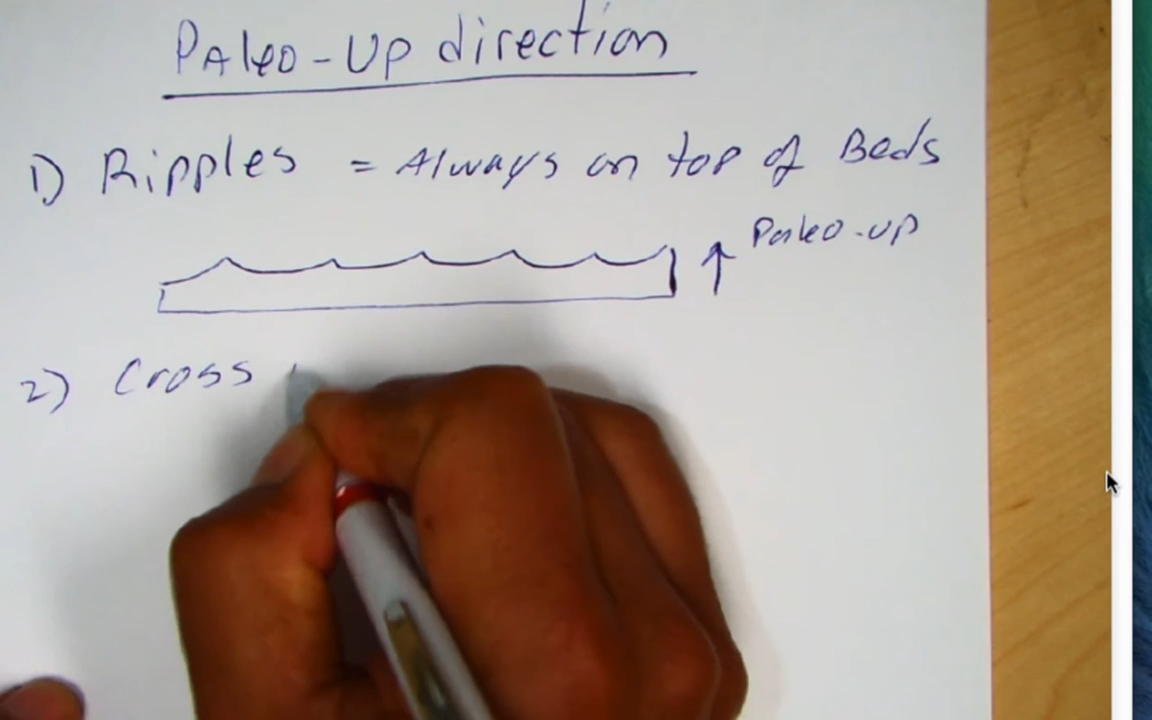 Paleo-Up direction
1) Ripples = Always on top of Beds
Paleo-up
2) Cross